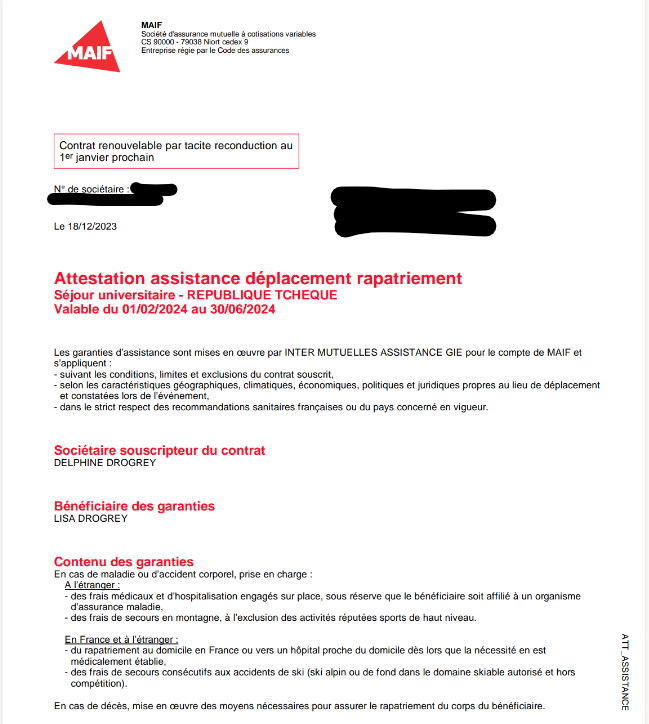 MAIF
MAIF
Société d'assurance mutuelle à cotisations variables
CS 90000 - 79038 Niort cedex 9
Entreprise régie par le Code des assurances
Contrat renouvelable par tacite reconduction au
1er janvier prochain
N° de sociétaire :
Le 18/12/2023
Attestation assistance déplacement rapatriement
Séjour universitaire - REPUBLIQUE TCHEQUE
Valable du 01/02/2024 au 30/06/2024
Les garanties d'assistance sont mises en œuvre par INTER MUTUELLES ASSISTANCE GIE pour le compte de MAIF et
s'appliquent :
- suivant les conditions, limites et exclusions du contrat souscrit,
- selon les caractéristiques géographiques, climatiques, économiques, politiques et juridiques propres au lieu de déplacement
et constatées lors de l'événement,
- dans le strict respect des recommandations sanitaires françaises ou du pays concerné en vigueur.
Sociétaire souscripteur du contrat
DELPHINE DROGREY
Bénéficiaire des garanties
LISA DROGREY
Contenu des garanties
En cas de maladie ou d'accident corporel, prise en charge :
A l'étranger :
- des frais médicaux et d'hospitalisation engagés sur place, sous réserve que le bénéficiaire soit affilié à un organisme
d'assurance maladie,
- des frais de secours en montagne, à l'exclusion des activités réputées sports de haut niveau.
En France et à l'étranger :
- du rapatriement au domicile en France ou vers un hôpital proche du domicile dès lors que la nécessité en est
médicalement établie,
- des frais de secours consécutifs aux accidents de ski (ski alpin ou de fond dans le domaine skiable autorisé et hors
compétition).
En cas de décès, mise en œuvre des moyens nécessaires pour assurer le rapatriement du corps du bénéficiaire.
ATT_ASSISTANCE